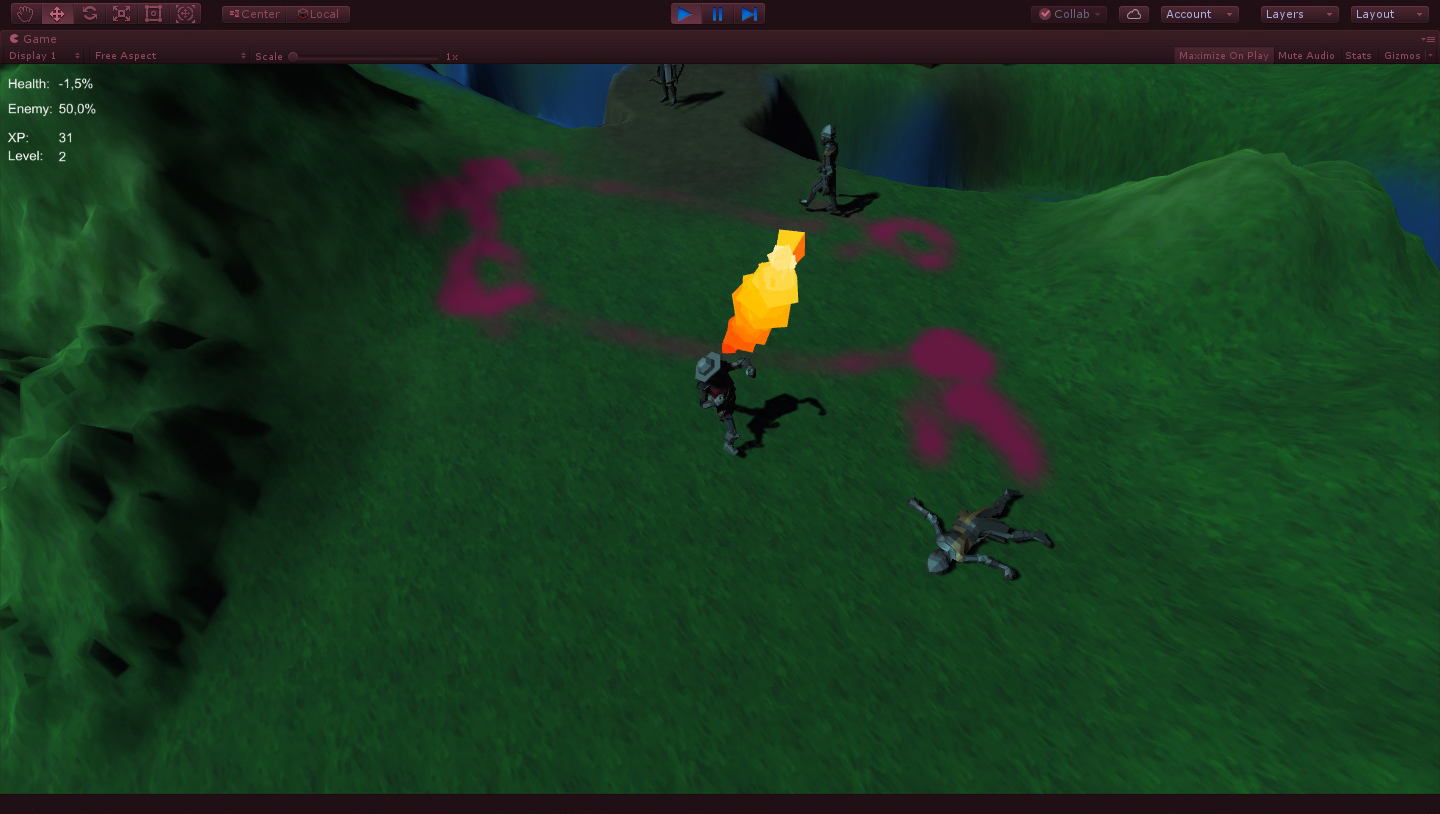 Center Local Collab Account Layers Layout
Game
Display 1 Free Aspect Scale 1x Maximize On Play Mute Audio Stats Gizmos
Health: -1,5%
Enemy: 50,0%
XP: 31
Level: 2